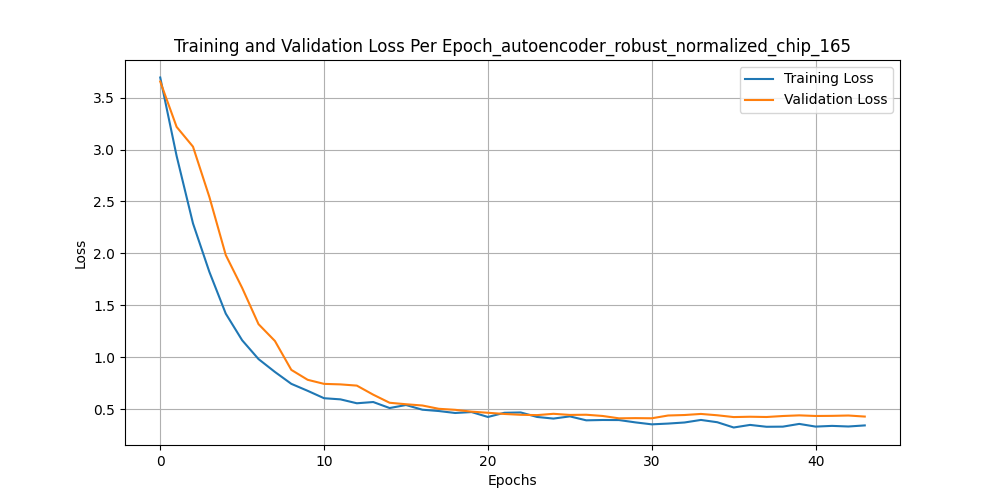 Training and Validation Loss Per Epoch_autoencoder_robust_normalized_chip_165
Training Loss
Validation Loss
3.5
3.0
2.5
2.0
1.5
1.0
0.5
Loss
0
10
20
30
40
Epochs